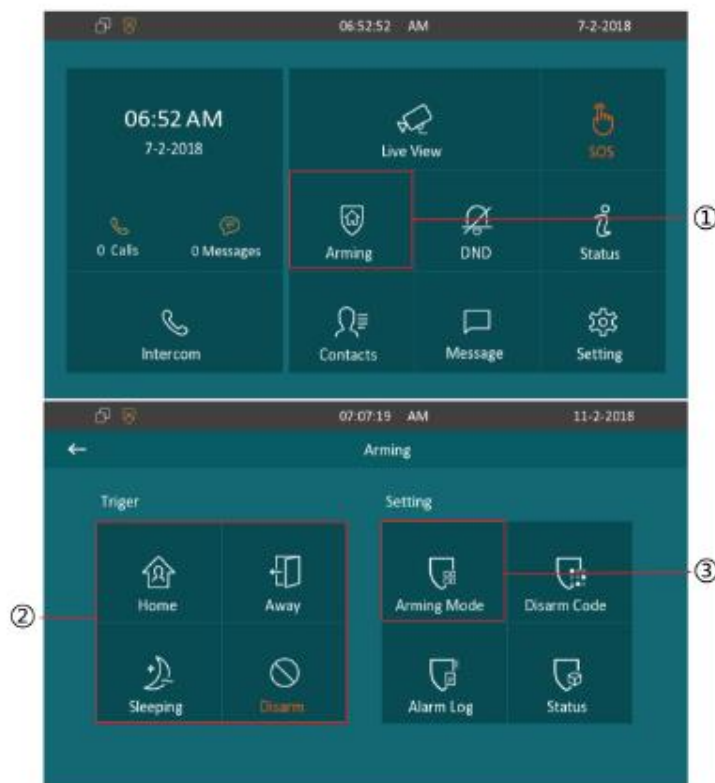 06:52:52 AM 7-2-2018
06:52 AM
7-2-2018
Live View
SOS
0 Calls
0 Messages
Arming
DND
Status
①
Intercom
Contacts
Message
Setting
07:07:19 AM 11-2-2018
Arming
Triger
Setting
Home
Away
Arming Mode
Disarm Code
②
③
Sleeping
Disarm
Alarm Log
Status